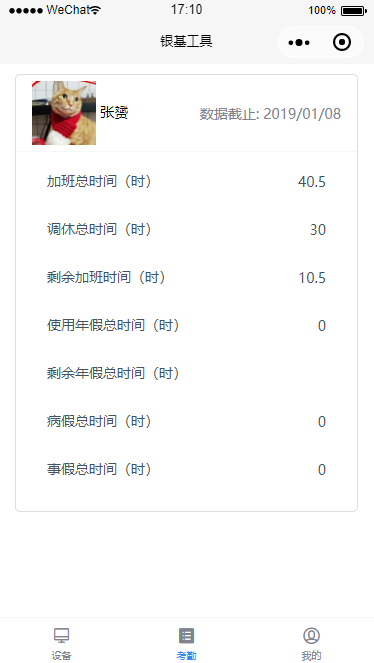 WeChat 17:10 100%
银基工具
张赟 数据截止: 2019/01/08
加班总时间（时） 40.5
调休总时间（时） 30
剩余加班时间（时） 10.5
使用年假总时间（时） 0
剩余年假总时间（时）
病假总时间（时） 0
事假总时间（时） 0
设备 考勤 我的